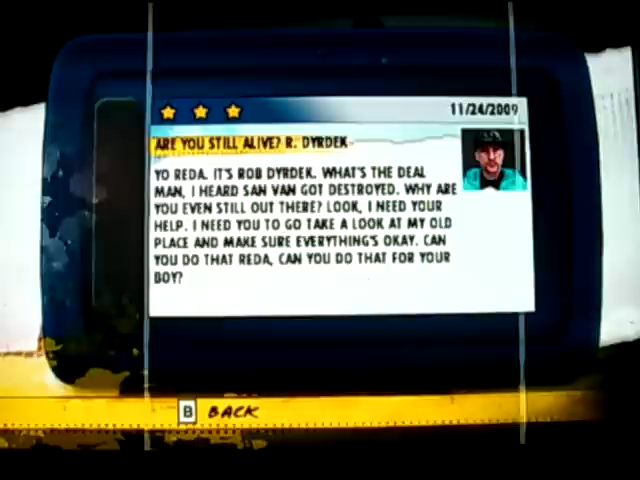 11/24/2009
ARE YOU STILL ALIVE? R. DYRDEK
YO REDA. IT'S ROB DYRDEK. WHAT'S THE DEAL
MAN, I HEARD SAN VAN GOT DESTROYED. WHY ARE
YOU EVEN STILL OUT THERE? LOOK, I NEED YOUR
HELP. I NEED YOU TO GO TAKE A LOOK AT MY OLD
PLACE AND MAKE SURE EVERYTHING'S OKAY. CAN
YOU DO THAT REDA, CAN YOU DO THAT FOR YOUR
BOY?
B BACK